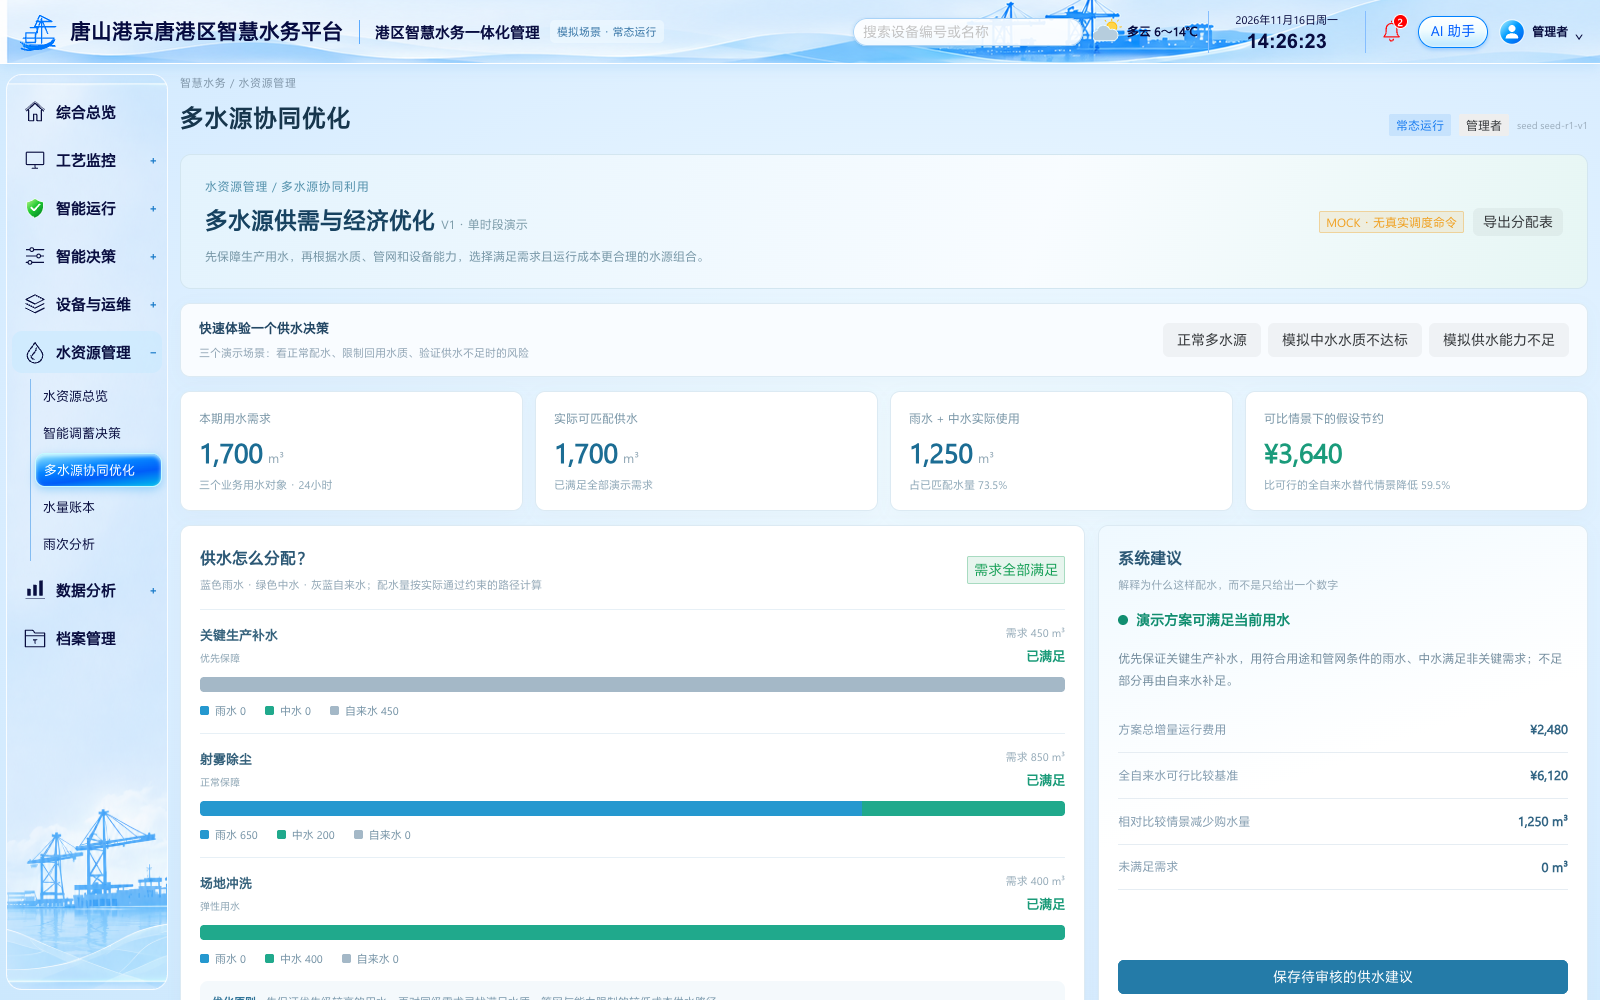 唐山港京唐港区智慧水务平台
港区智慧水务一体化管理
模拟场景 · 常态运行
搜索设备编号或名称
多云 6～14℃
2026年11月16日周一
14:26:23
2
AI 助手
管理者
综合总览
工艺监控 +
智能运行 +
智能决策 +
设备与运维 +
水资源管理 −
水资源总览
智能调蓄决策
多水源协同优化
水量账本
雨次分析
数据分析 +
档案管理
智慧水务 / 水资源管理
多水源协同优化
常态运行
管理者
seed seed-r1-v1
水资源管理 / 多水源协同利用
多水源供需与经济优化 V1 · 单时段演示
先保障生产用水，再根据水质、管网和设备能力，选择满足需求且运行成本更合理的水源组合。
MOCK · 无真实调度命令
导出分配表
快速体验一个供水决策
三个演示场景：看正常配水、限制回用水质、验证供水不足时的风险
正常多水源
模拟中水水质不达标
模拟供水能力不足
本期用水需求
1,700 m³
三个业务用水对象 · 24小时
实际可匹配供水
1,700 m³
已满足全部演示需求
雨水 + 中水实际使用
1,250 m³
占已匹配水量 73.5%
可比情景下的假设节约
¥3,640
比可行的全自来水替代情景降低 59.5%
供水怎么分配？
蓝色雨水 · 绿色中水 · 灰蓝自来水；配水量按实际通过约束的路径计算
需求全部满足
关键生产补水
优先保障
需求 450 m³
已满足
雨水 0 中水 0 自来水 450
射雾除尘
正常保障
需求 850 m³
已满足
雨水 650 中水 200 自来水 0
场地冲洗
弹性用水
需求 400 m³
已满足
雨水 0 中水 400 自来水 0
系统建议
解释为什么这样配水，而不是只给出一个数字
演示方案可满足当前用水
优先保证关键生产补水，用符合用途和管网条件的雨水、中水满足非关键需求；不足
部分再由自来水补足。
方案总增量运行费用 ¥2,480
全自来水可行比较基准 ¥6,120
相对比较情景减少购水量 1,250 m³
未满足需求 0 m³
保存待审核的供水建议